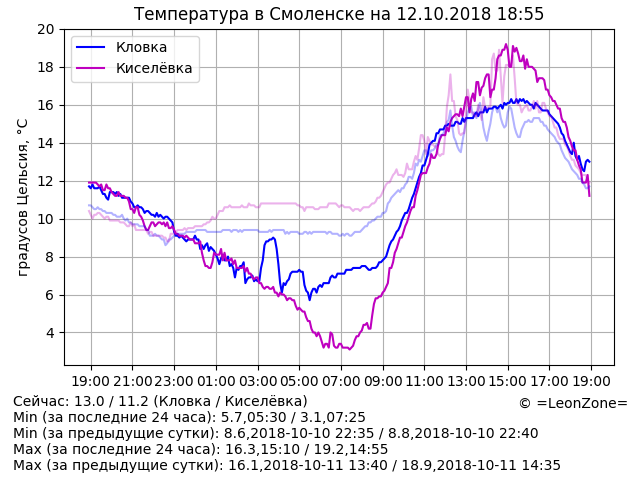 Температура в Смоленске на 12.10.2018 18:55
Кловка
Киселёвка
градусов Цельсия, °C
20
18
16
14
12
10
8
6
4
19:00 21:00 23:00 01:00 03:00 05:00 07:00 09:00 11:00 13:00 15:00 17:00 19:00
Сейчас: 13.0 / 11.2 (Кловка / Киселёвка)
© =LeonZone=
Min (за последние 24 часа): 5.7,05:30 / 3.1,07:25
Min (за предыдущие сутки): 8.6,2018-10-10 22:35 / 8.8,2018-10-10 22:40
Max (за последние 24 часа): 16.3,15:10 / 19.2,14:55
Max (за предыдущие сутки): 16.1,2018-10-11 13:40 / 18.9,2018-10-11 14:35